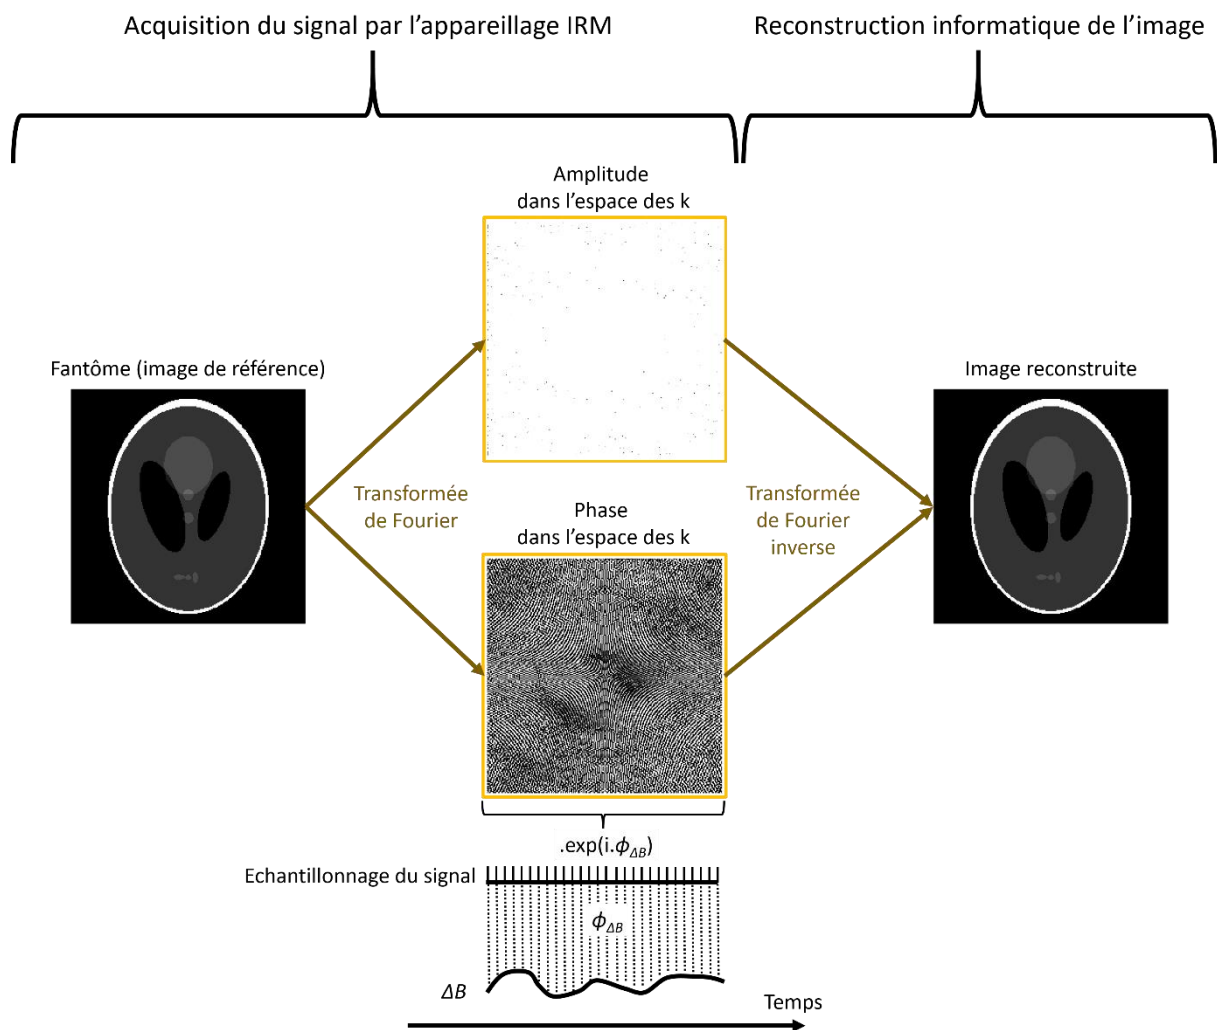 Acquisition du signal par l’appareillage IRM
Reconstruction informatique de l’image
Amplitude
dans l’espace des k
Fantôme (image de référence)
Image reconstruite
Transformée
de Fourier
Transformée
de Fourier
inverse
Phase
dans l’espace des k
.exp(i.ϕΔB)
Echantillonnage du signal
ϕΔB
ΔB
Temps